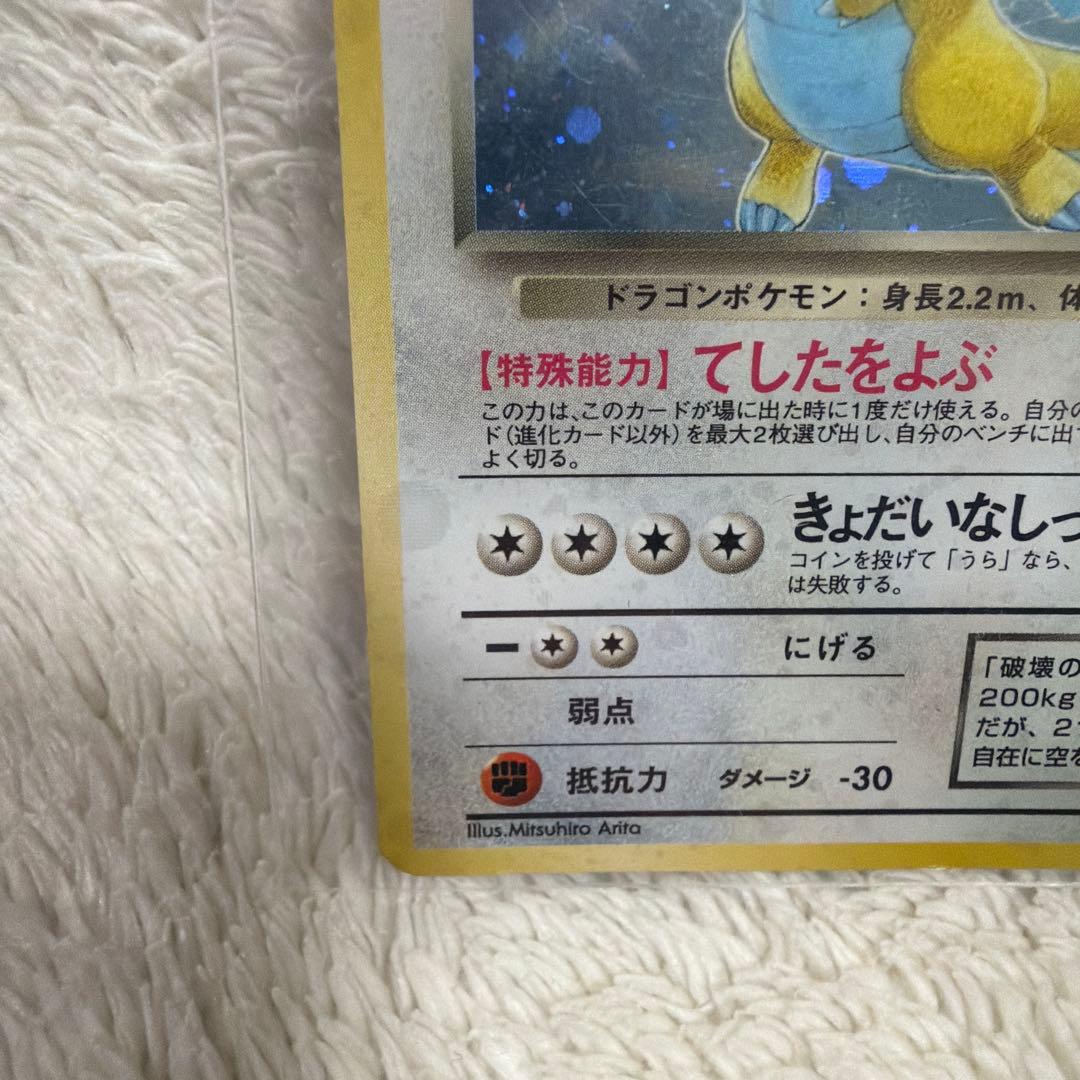 ドラゴンポケモン：身長2.2m、体
【特殊能力】 てしたをよぶ
この力は、このカードが場に出た時に1度だけ使える。自分の
ド（進化カード以外）を最大2枚選び出し、自分のベンチに出
よく切る。
きょだいなしっ
コインを投げて「うら」なら、
は失敗する。
にげる
弱点
抵抗力 ダメージ -30
「破壊の
200kg
だが、2
自在に空を
Illus.Mitsuhiro Arita